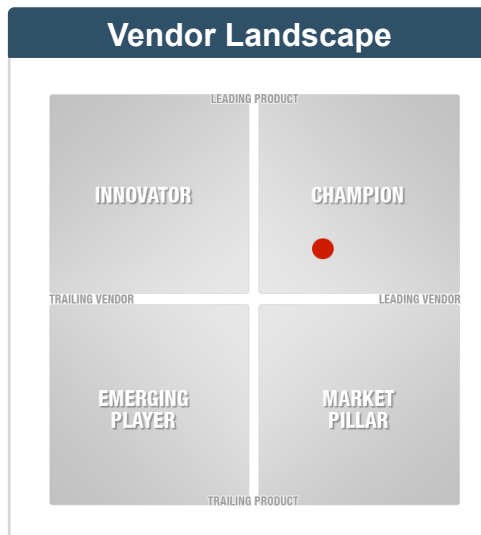 Vendor Landscape
LEADING PRODUCT
INNOVATOR
CHAMPION
TRAILING VENDOR
LEADING VENDOR
EMERGING
PLAYER
MARKET
PILLAR
TRAILING PRODUCT